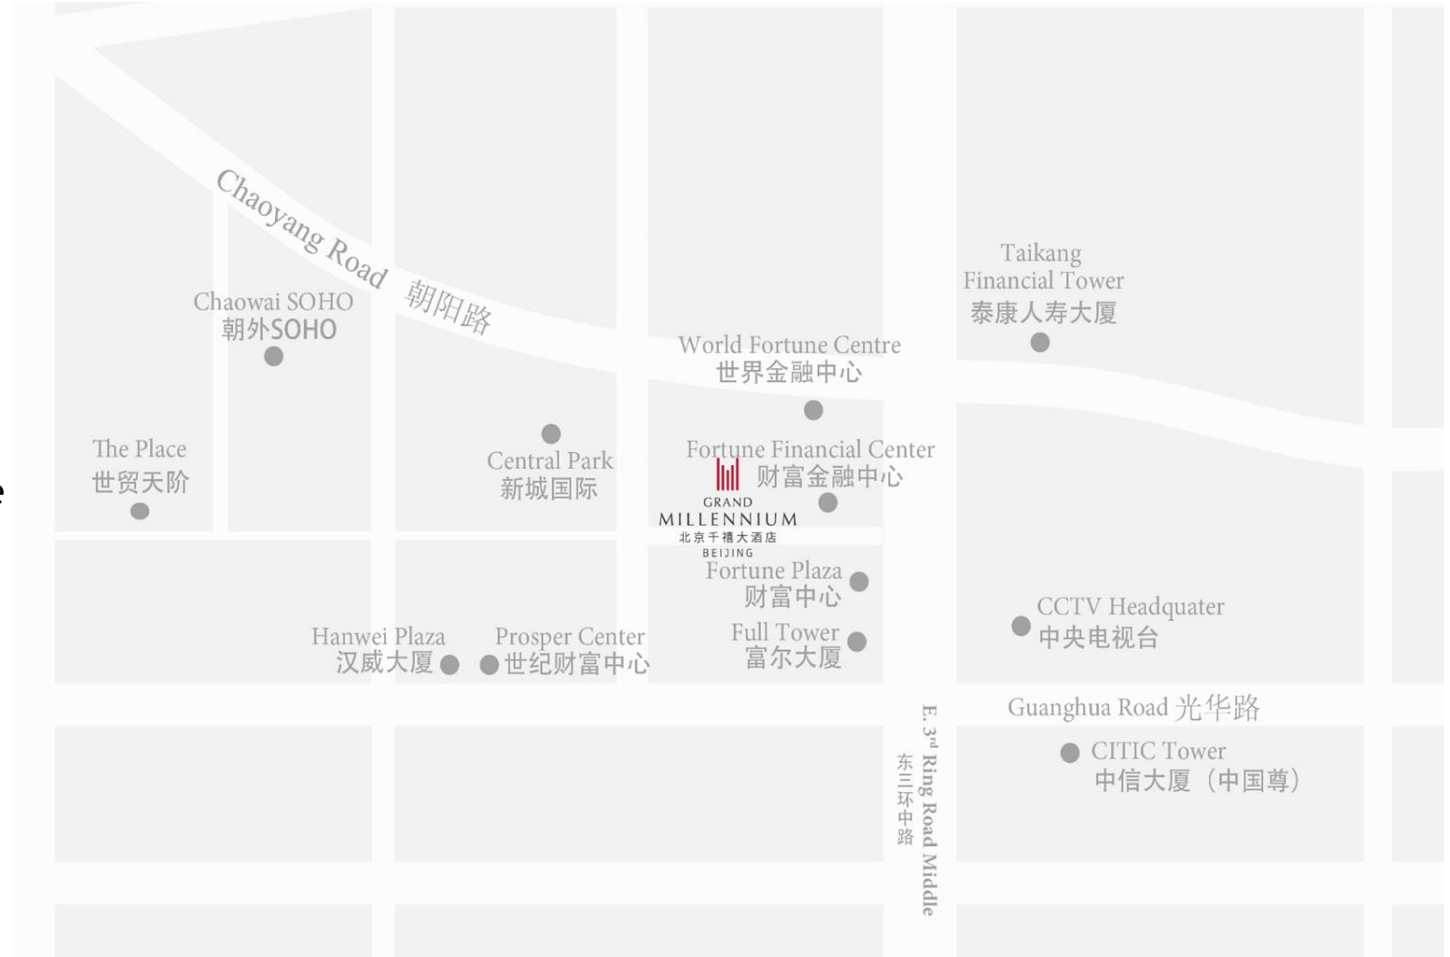 Chaoyang Road 朝阳路
Taikang
Financial Tower
泰康人寿大厦
Chaowai SOHO
朝外SOHO
World Fortune Centre
世界金融中心
The Place
世贸天阶
Central Park
新城国际
Fortune Financial Center
财富金融中心
GRAND
MILLENNIUM
北京千禧大酒店
BEIJING
Fortune Plaza
财富中心
CCTV Headquater
中央电视台
Hanwei Plaza
汉威大厦
Prosper Center
世纪财富中心
Full Tower
富尔大厦
Guanghua Road 光华路
E. 3rd Ring Road Middle
东三环中路
CITIC Tower
中信大厦（中国尊）
e